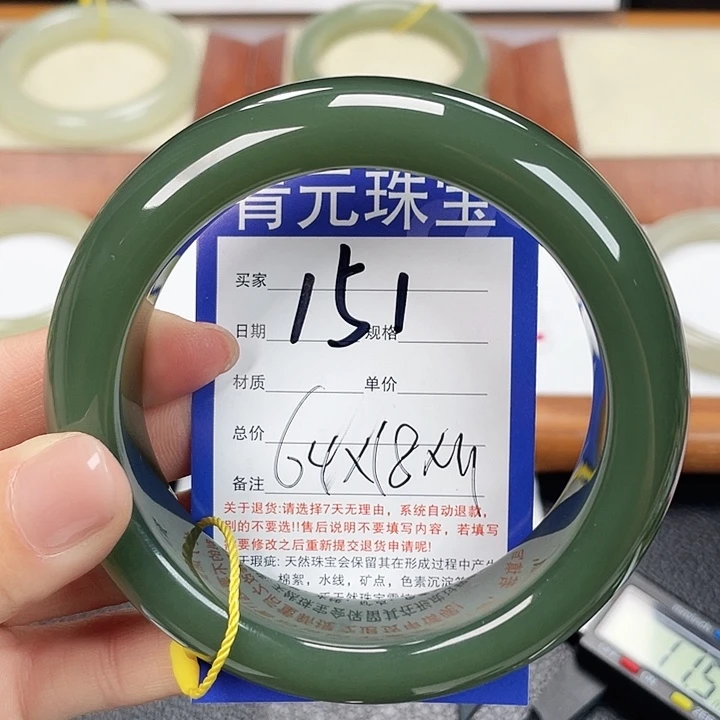 青元珠宝
买家
151
日期 规格
材质 单价
总价
64×18×11
备注
关于退货:请选择7天无理由，系统自动退款，
别的不要选!!售后说明不要填写内容，若填写
要修改之后重新提交退货申请呢!
于瑕疵: 天然珠宝会保留其在形成过程中产生
棉絮，水线，矿点，色素沉淀等
115